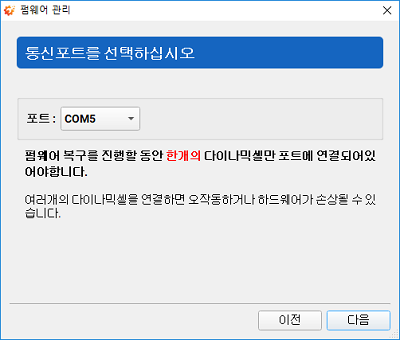 펌웨어 관리
통신포트를 선택하십시오
포트 : COM5
펌웨어 복구를 진행할 동안 한개의 다이나믹셀만 포트에 연결되어있
어야합니다.
여러개의 다이나믹셀을 연결하면 오작동하거나 하드웨어가 손상될 수 있
습니다.
이전 다음